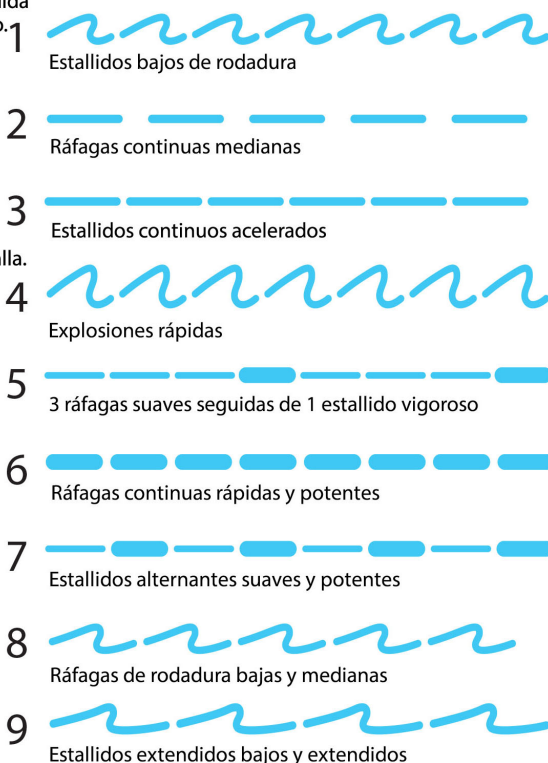 1
Estallidos bajos de rodadura
2
Ráfagas continuas medianas
3
Estallidos continuos acelerados
4
Explosiones rápidas
5
3 ráfagas suaves seguidas de 1 estallido vigoroso
6
Ráfagas continuas rápidas y potentes
7
Estallidos alternantes suaves y potentes
8
Ráfagas de rodadura bajas y medianas
9
Estallidos extendidos bajos y extendidos